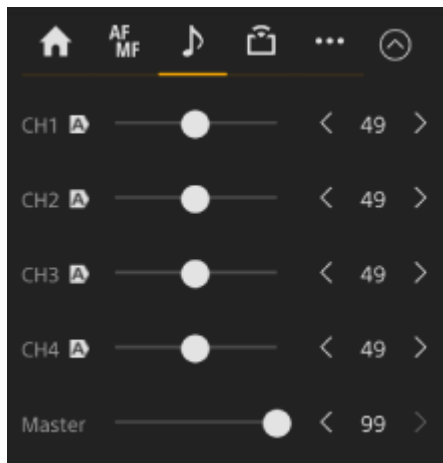 AF
MF
CH1 A 49
CH2 A 49
CH3 A 49
CH4 A 49
Master 99